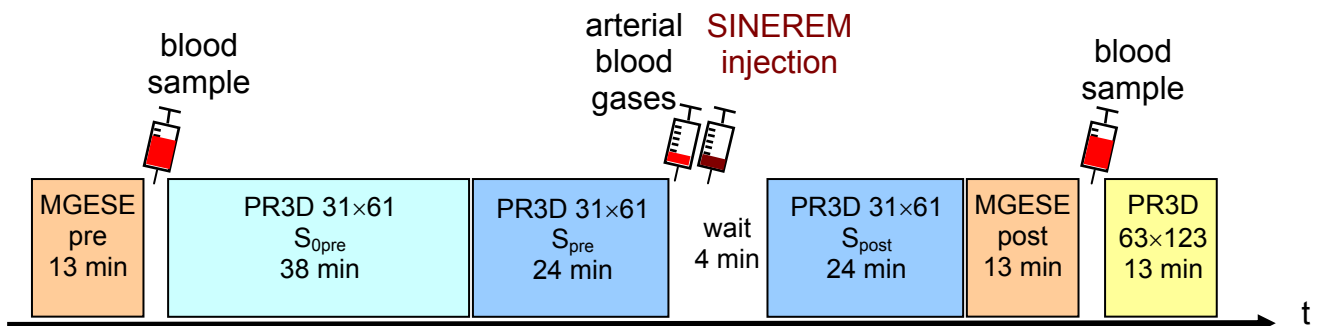 blood
sample
arterial
blood
gases
SINEREM
injection
blood
sample
MGESE
pre
13 min
PR3D 31×61
S0pre
38 min
PR3D 31×61
Spre
24 min
wait
4 min
PR3D 31×61
Spost
24 min
MGESE
post
13 min
PR3D
63×123
13 min
t